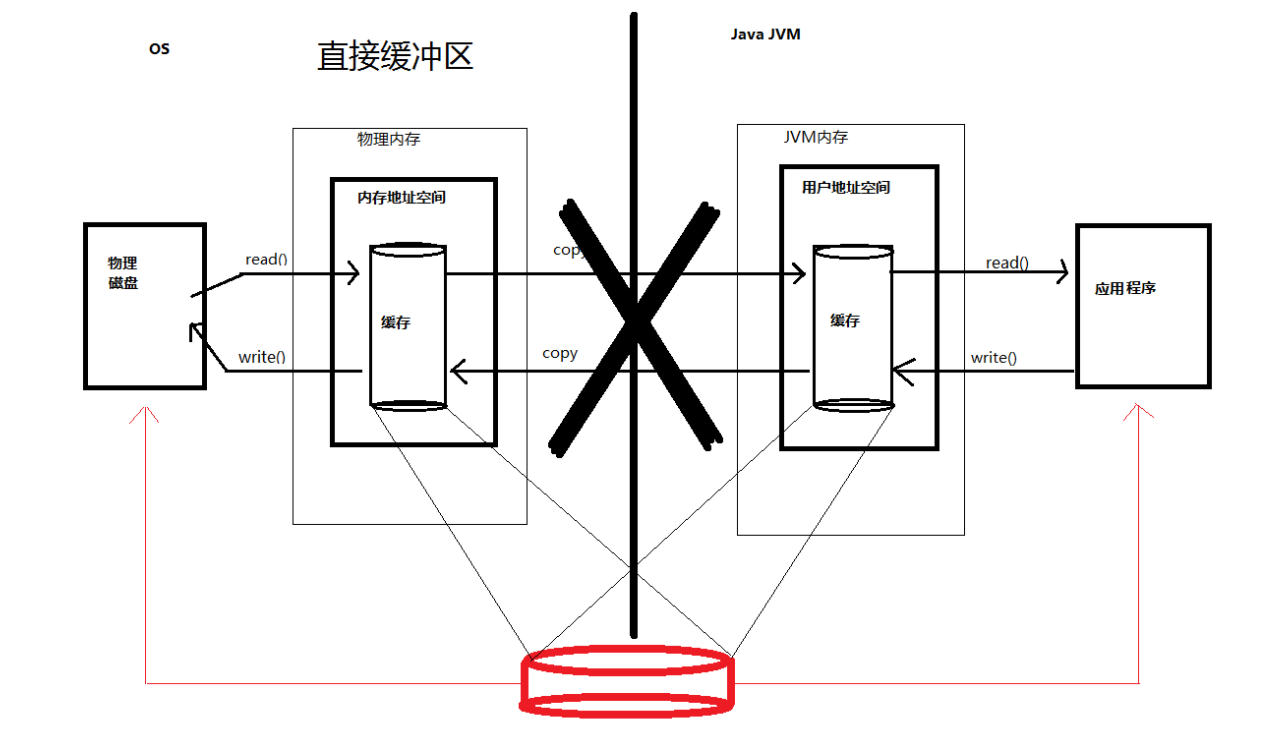 OS
直接缓冲区
Java JVM
物理内存
JVM内存
内存地址空间
用户地址空间
物理
磁盘
read()
copy
read()
应用程序
缓存
缓存
write()
copy
write()